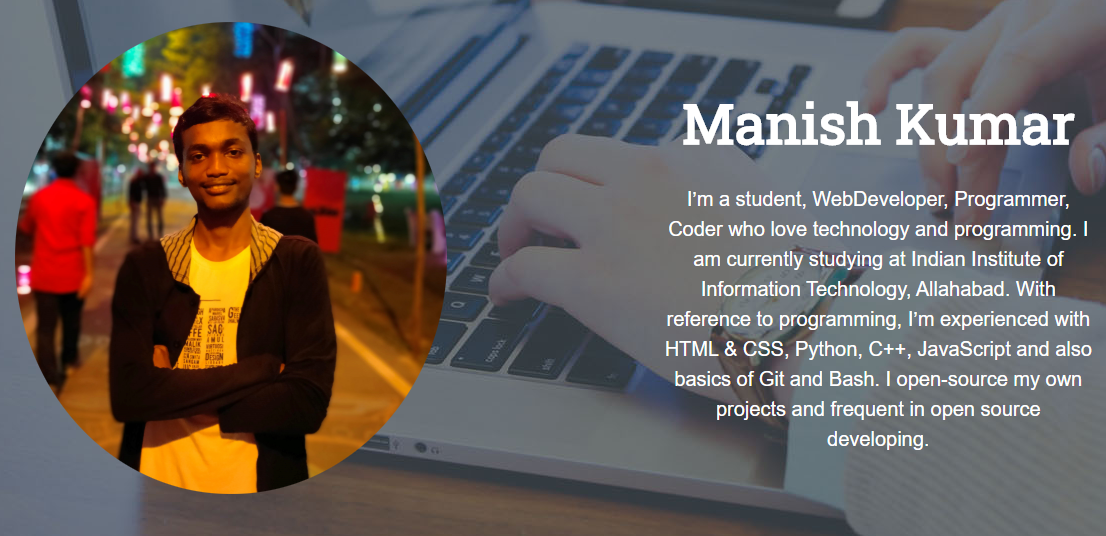 Manish Kumar
I'm a student, WebDeveloper, Programmer,
Coder who love technology and programming. I
am currently studying at Indian Institute of
Information Technology, Allahabad. With
reference to programming, I'm experienced with
HTML & CSS, Python, C++, JavaScript and also
basics of Git and Bash. I open-source my own
projects and frequent in open source
developing.